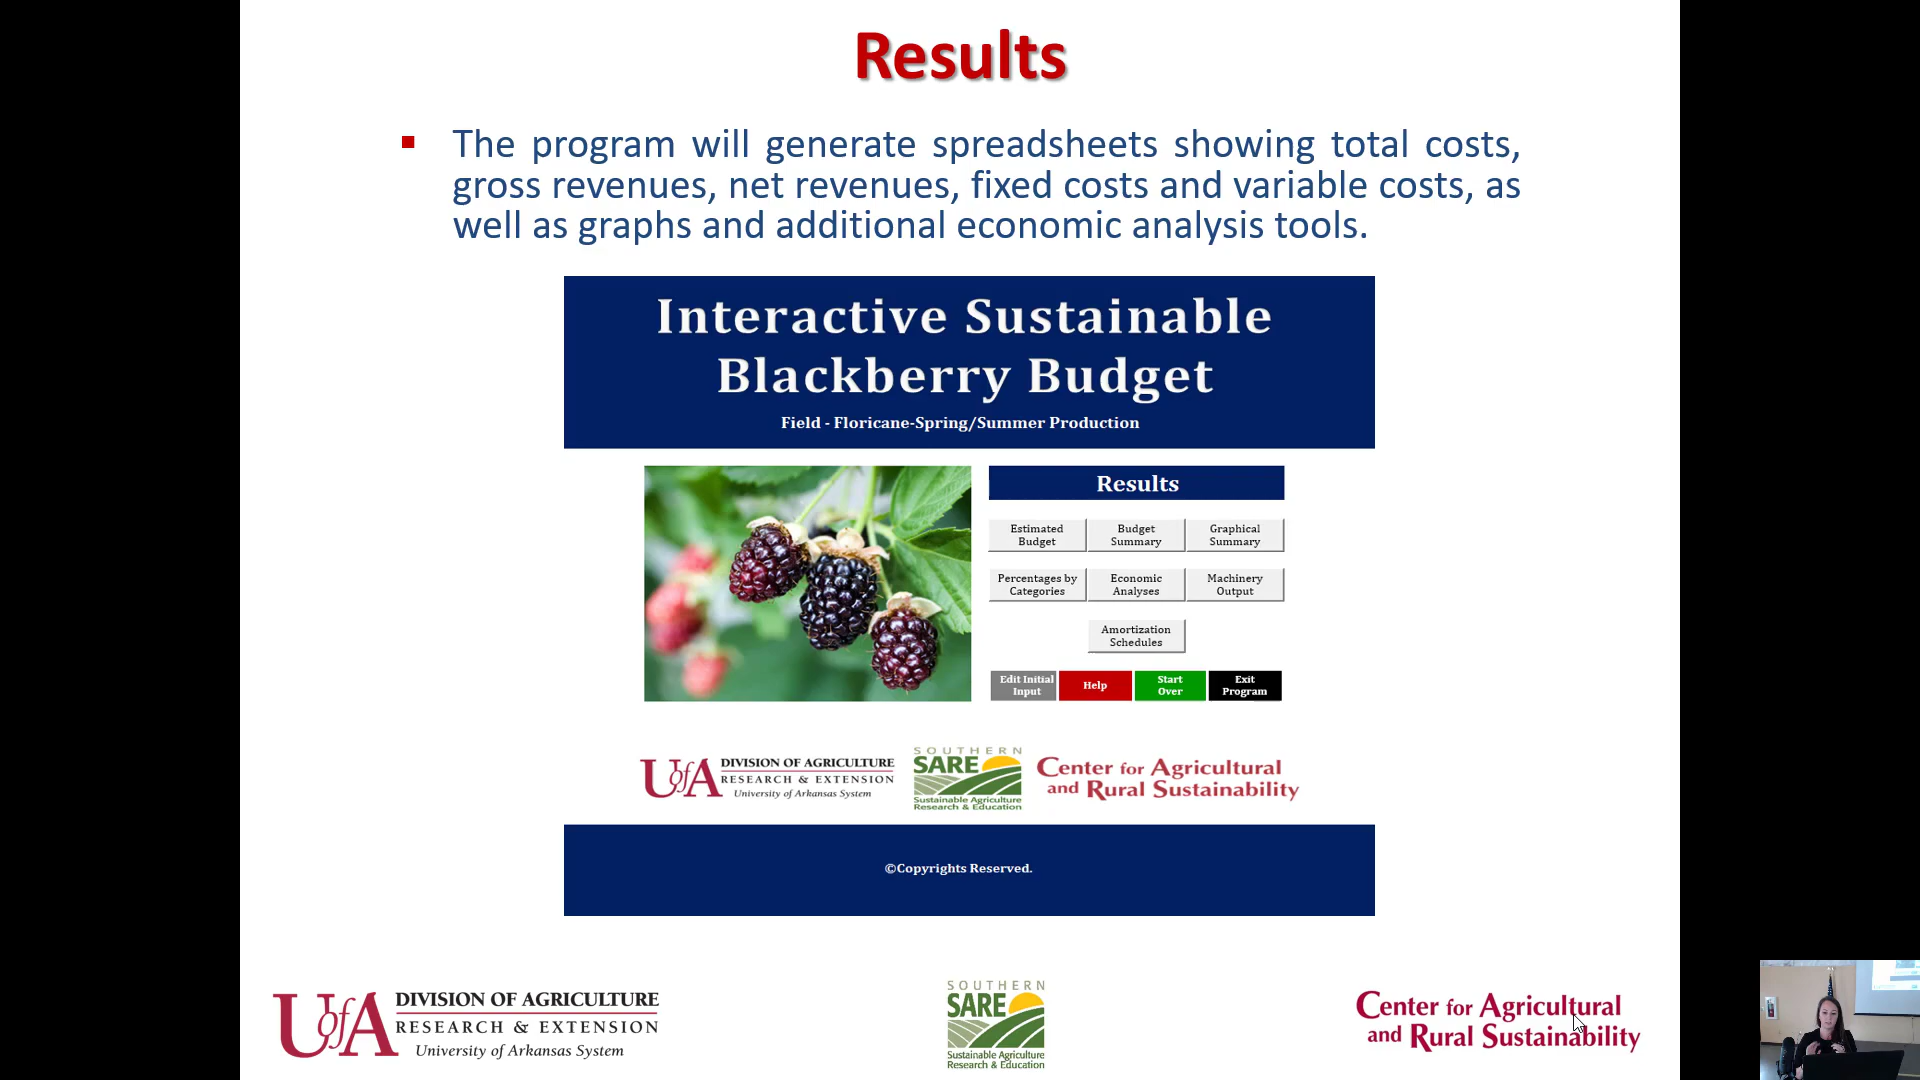 Results
▪ The program will generate spreadsheets showing total costs,
gross revenues, net revenues, fixed costs and variable costs, as
well as graphs and additional economic analysis tools.
Interactive Sustainable
Blackberry Budget
Field - Floricane-Spring/Summer Production
Results
Estimated Budget
Budget Summary
Graphical Summary
Percentages by Categories
Economic Analyses
Machinery Output
Amortization Schedules
Edit Initial Input
Help
Start Over
Exit Program
UofA
DIVISION OF AGRICULTURE
RESEARCH & EXTENSION
University of Arkansas System
SOUTHERN
SARE
Sustainable Agriculture
Research & Education
Center for Agricultural
and Rural Sustainability
©Copyrights Reserved.
UofA
DIVISION OF AGRICULTURE
RESEARCH & EXTENSION
University of Arkansas System
SOUTHERN
SARE
Sustainable Agriculture
Research & Education
Center for Agricultural
and Rural Sustainability